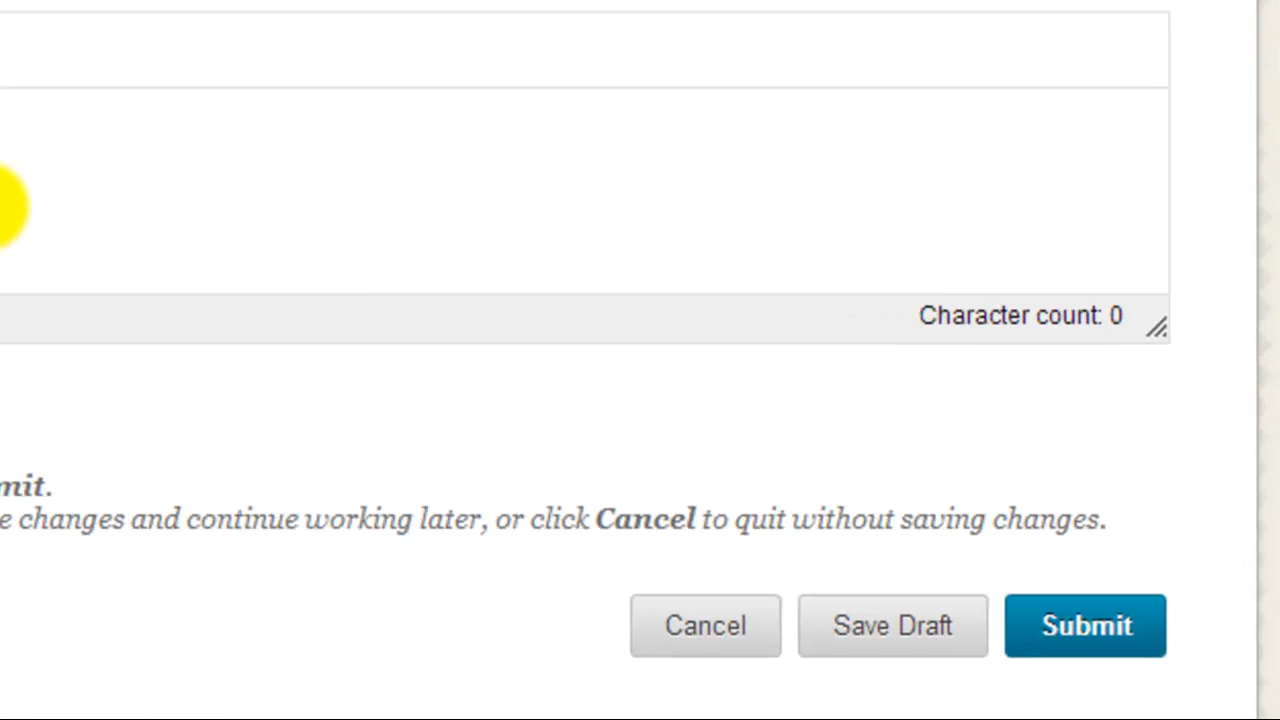 Character count: 0
mit.
e changes and continue working later, or click Cancel to quit without saving changes.
Cancel Save Draft Submit